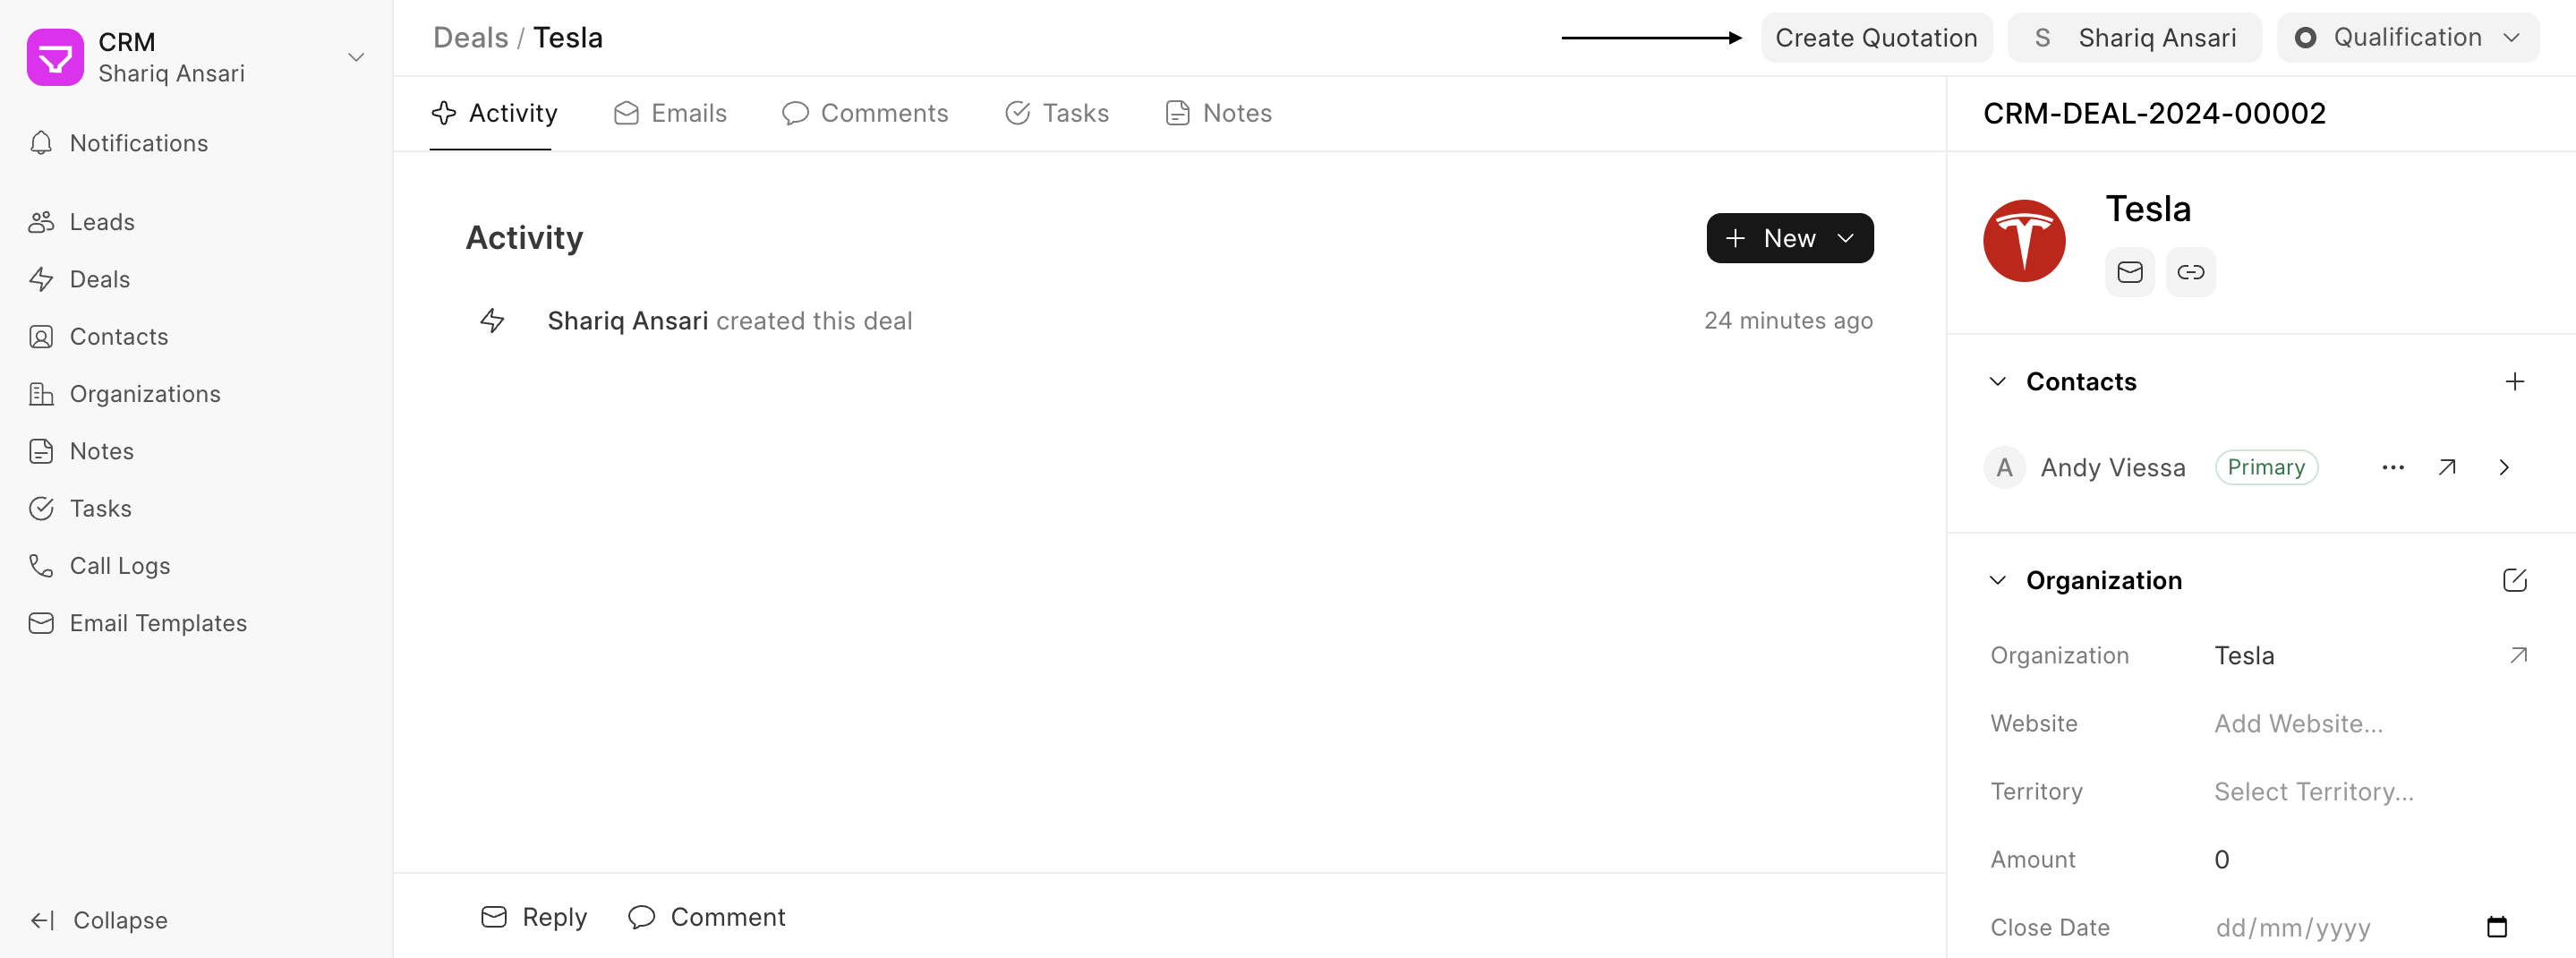 CRM
Shariq Ansari
Notifications
Leads
Deals
Contacts
Organizations
Notes
Tasks
Call Logs
Email Templates
Collapse
Deals / Tesla
Create Quotation
S Shariq Ansari
Qualification
Activity Emails Comments Tasks Notes
Activity
+ New
Shariq Ansari created this deal 24 minutes ago
Reply Comment
CRM-DEAL-2024-00002
Tesla
Contacts
A Andy Viessa Primary
Organization
Organization Tesla
Website Add Website...
Territory Select Territory...
Amount 0
Close Date dd/mm/yyyy